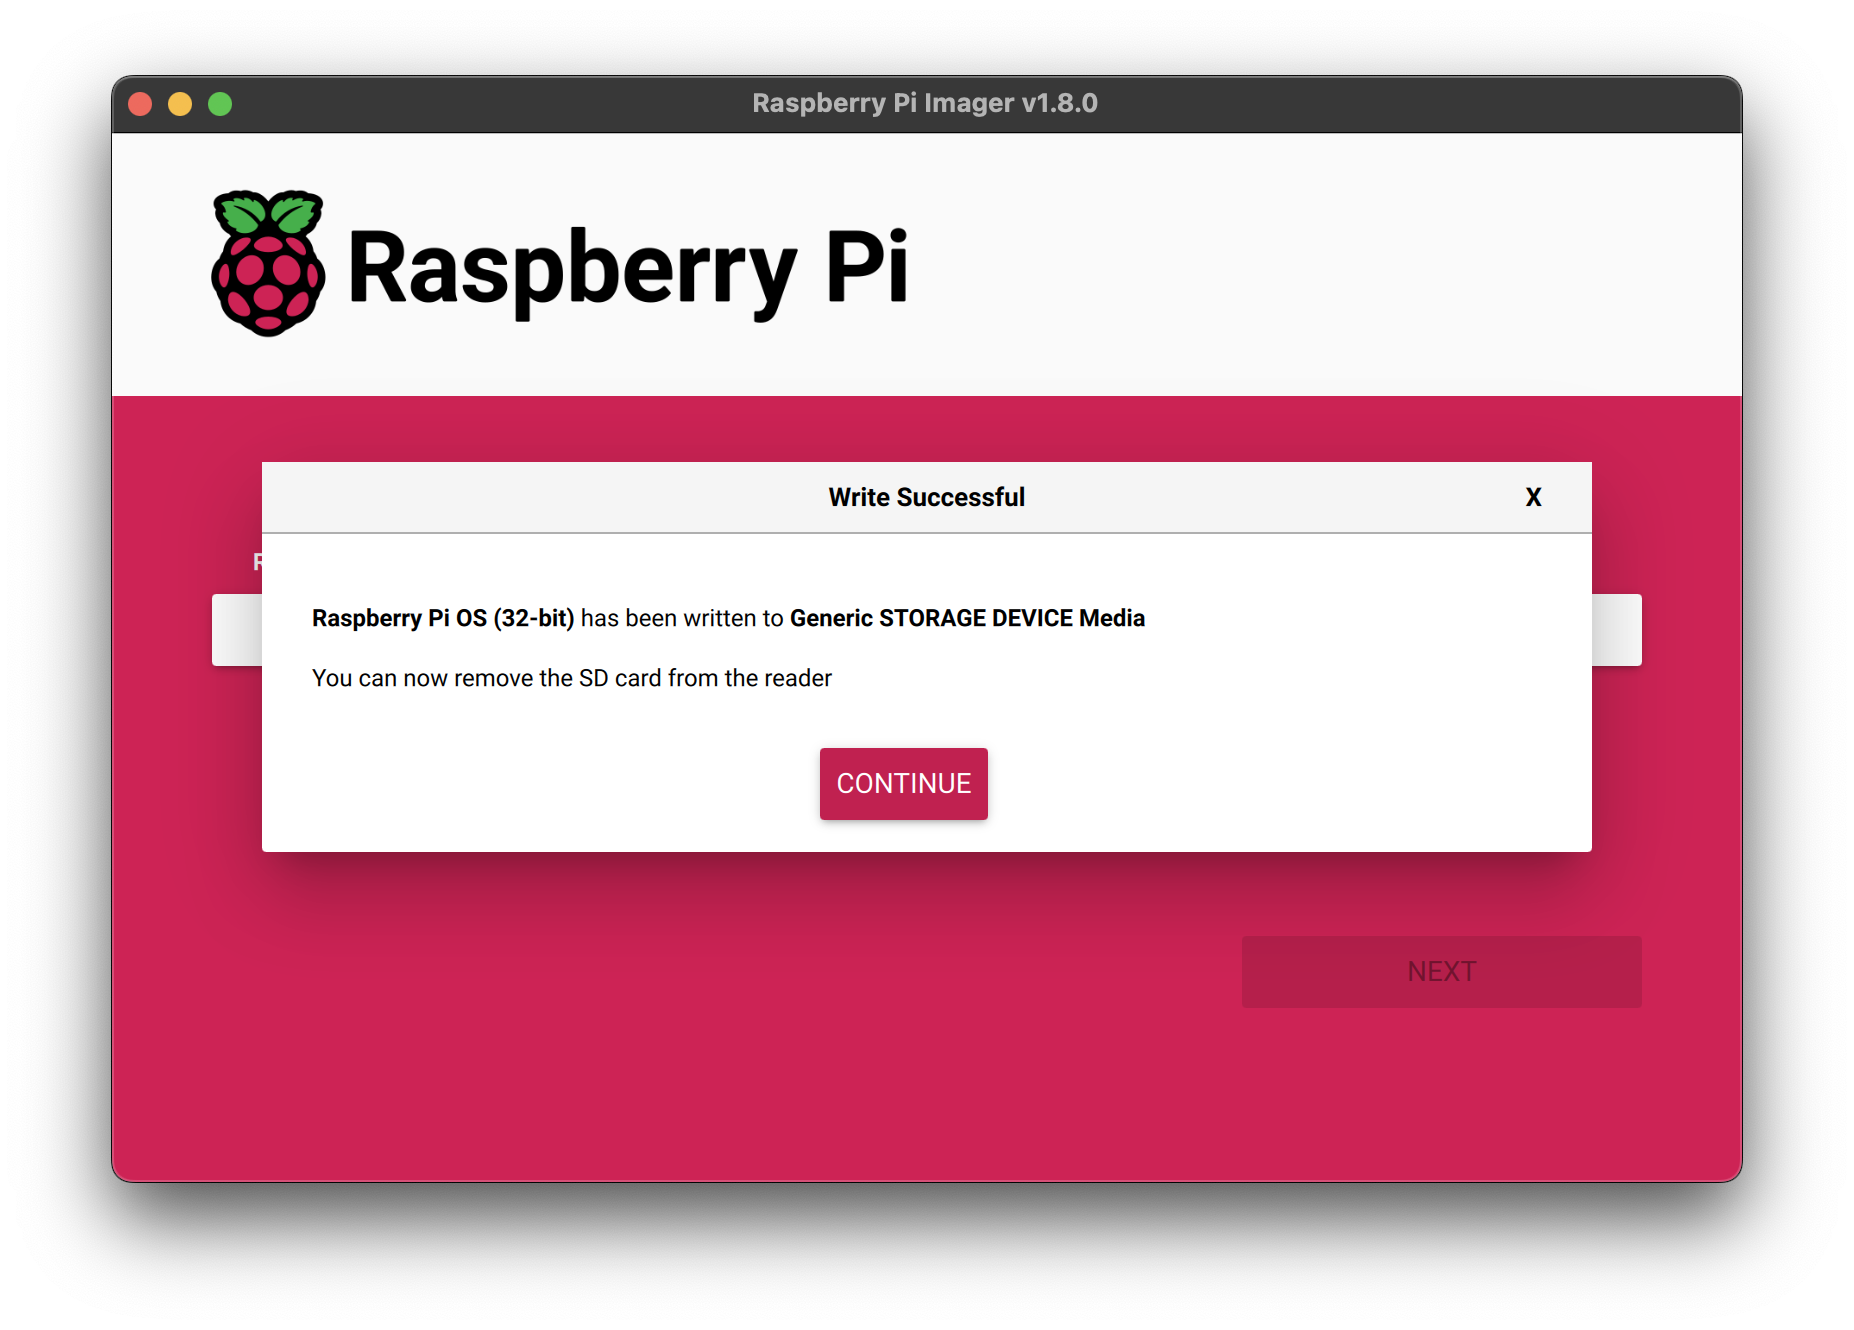 Raspberry Pi Imager v1.8.0
Raspberry Pi
Write Successful
X
Raspberry Pi OS (32-bit) has been written to Generic STORAGE DEVICE Media
You can now remove the SD card from the reader
CONTINUE
NEXT